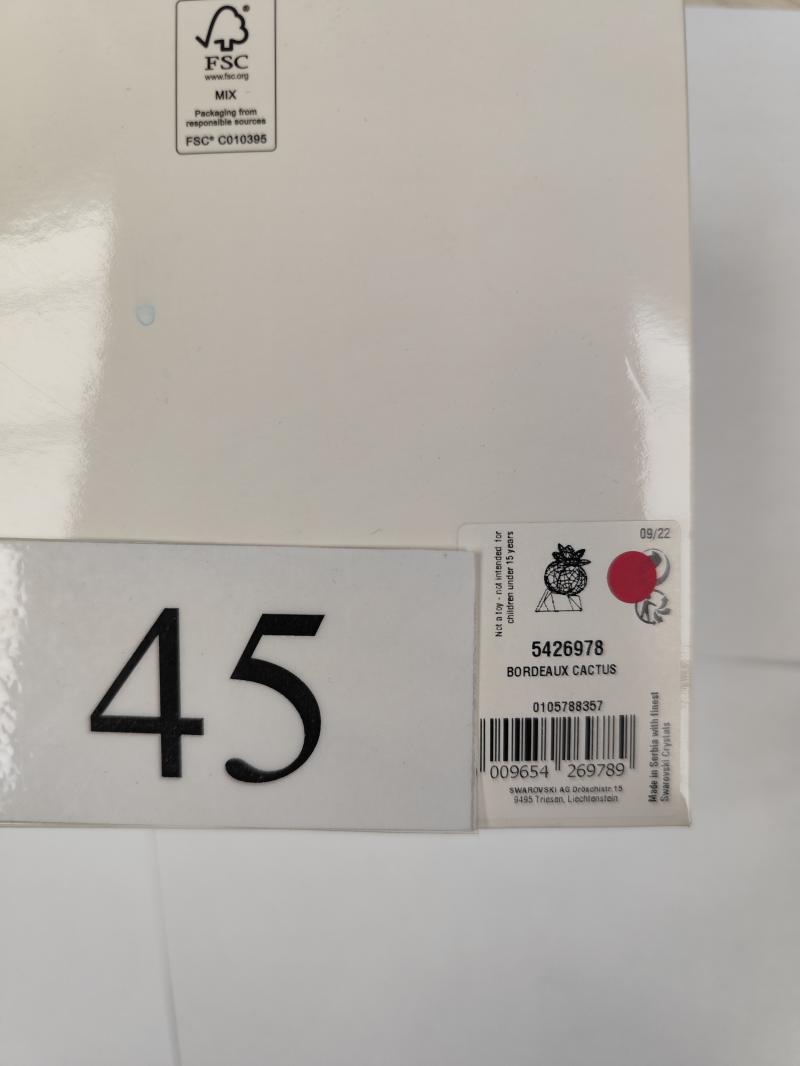 FSC®
www.fsc.org
MIX
Packaging from
responsible sources
FSC® C010395
09/22
Not a toy - not intended for
children under 15 years
5426978
BORDEAUX CACTUS
0105788357
009654 269789
SWAROVSKI AG Dröschistr.15
9495 Triesen, Liechtenstein
Made in Serbia with finest
Swarovski Crystals
45